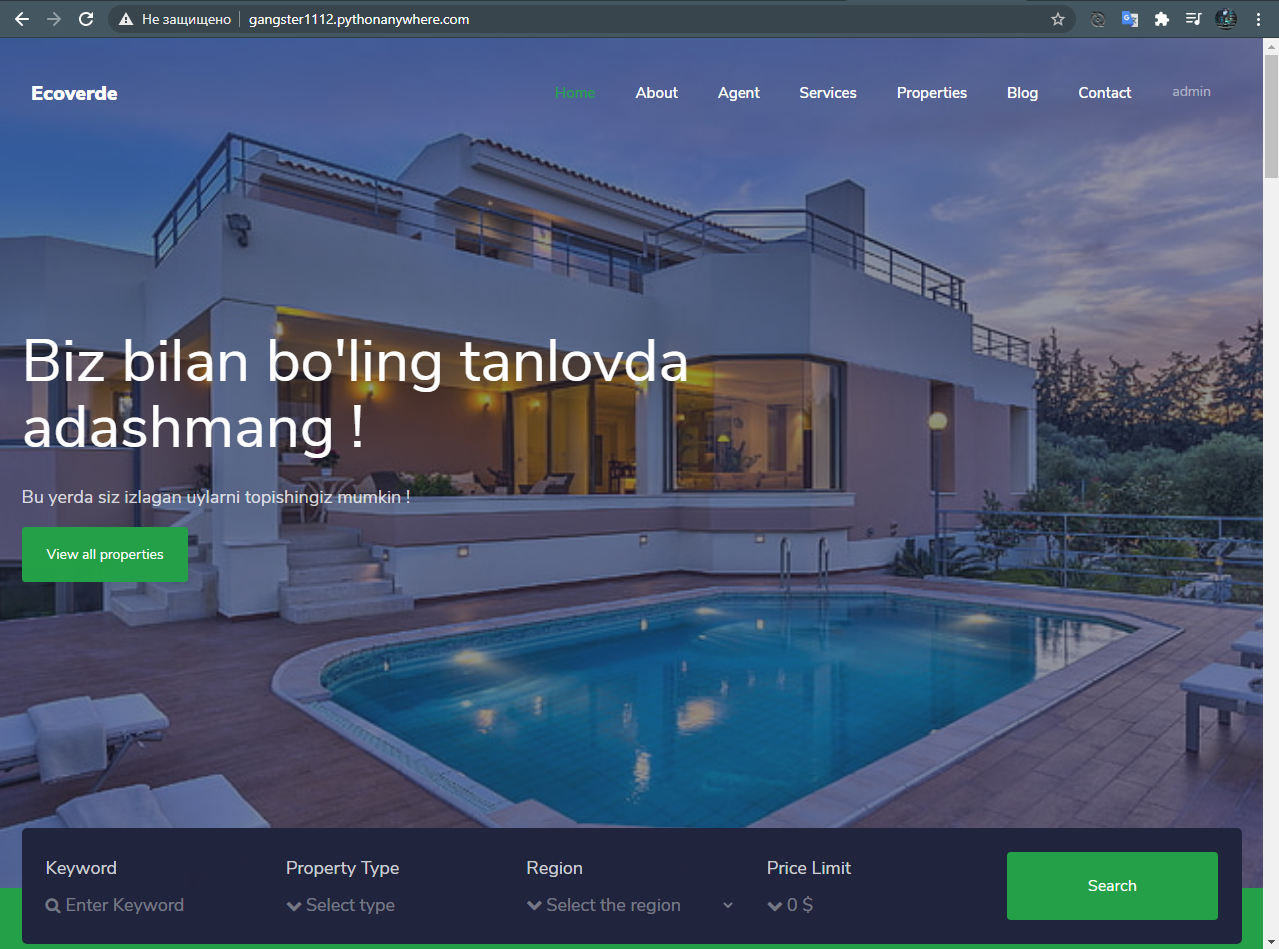 Не защищено
gangster1112.pythonanywhere.com
Ecoverde
Home About Agent Services Properties Blog Contact admin
Biz bilan bo'ling tanlovda
adashmang !
Bu yerda siz izlagan uylarni topishingiz mumkin !
View all properties
Keyword Property Type Region Price Limit
Enter Keyword Select type Select the region 0 $
Search